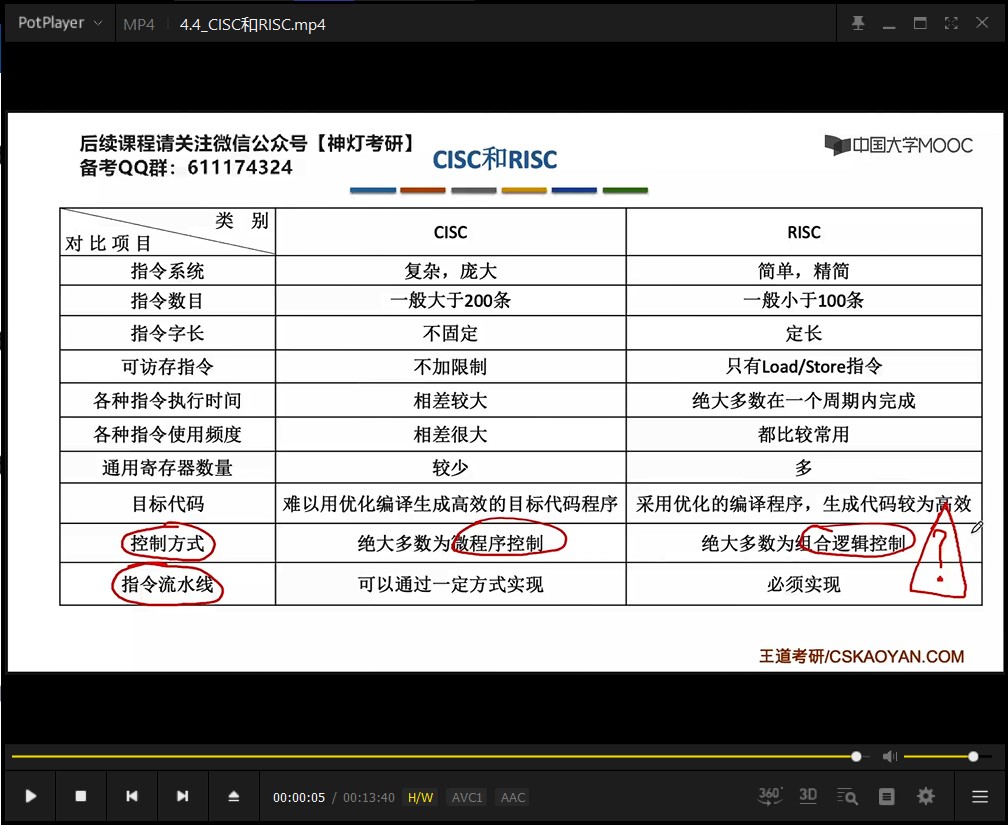 PotPlayer MP4 4.4_CISC和RISC.mp4
后续课程请关注微信公众号【神灯考研】
备考QQ群：611174324
CISC和RISC
中国大学MOOC
类 别
对比项目
CISC
RISC
指令系统 复杂，庞大 简单，精简
指令数目 一般大于200条 一般小于100条
指令字长 不固定 定长
可访存指令 不加限制 只有Load/Store指令
各种指令执行时间 相差较大 绝大多数在一个周期内完成
各种指令使用频度 相差很大 都比较常用
通用寄存器数量 较少 多
目标代码 难以用优化编译生成高效的目标代码程序 采用优化的编译程序，生成代码较为高效
控制方式 绝大多数为微程序控制 绝大多数为组合逻辑控制
指令流水线 可以通过一定方式实现 必须实现
王道考研/CSKAOYAN.COM
00:00:05 / 00:13:40 H/W AVC1 AAC 360° 3D